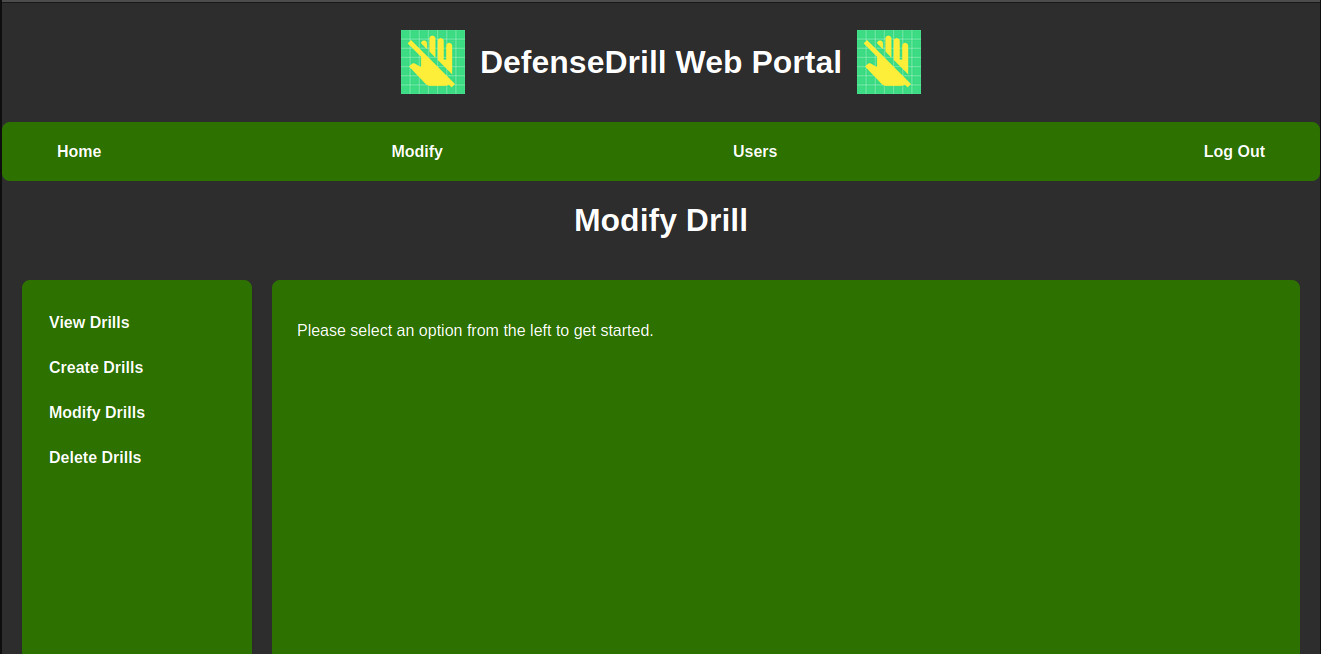 DefenseDrill Web Portal
Home Modify Users Log Out
Modify Drill
View Drills
Create Drills
Modify Drills
Delete Drills
Please select an option from the left to get started.